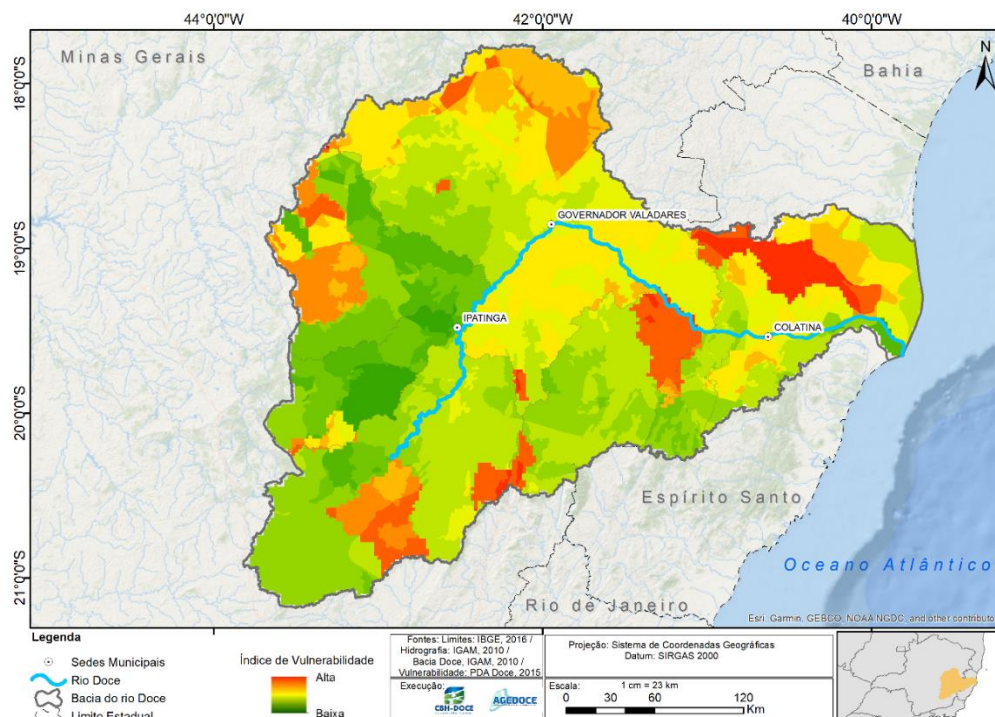 44°0'0"W 42°0'0"W 40°0'0"W
Minas Gerais
Bahia
N
18°0'0"S
GOVERNADOR VALADARES
19°0'0"S
IPATINGA
COLATINA
20°0'0"S
Espírito Santo
Oceano Atlântico
21°0'0"S
Rio de Janeiro
Esri, Garmin, GEBCO, NOAA NGDC, and other contributo
Legenda
Sedes Municipais
Rio Doce
Bacia do rio Doce
Limite Estadual
Índice de Vulnerabilidade
Alta
Baixa
Fontes: Limites: IBGE, 2016 /
Hidrografia: IGAM, 2010 /
Bacia Doce, IGAM, 2010 /
Vulnerabilidade: PDA Doce, 2015
Execução:
CBH-DOCE
AGEDOCE
Projeção: Sistema de Coordenadas Geográficas
Datum: SIRGAS 2000
Escala: 1 cm = 23 km
0 30 60 120
Km